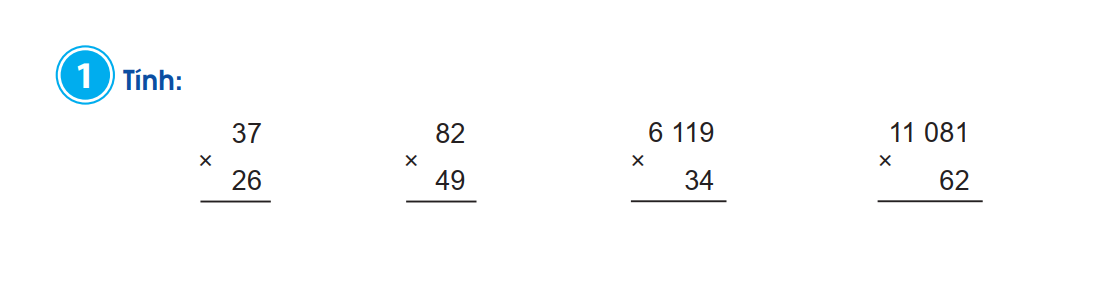 1 Tính:
37 82 6 119 11 081
× × × ×
26 49 34 62